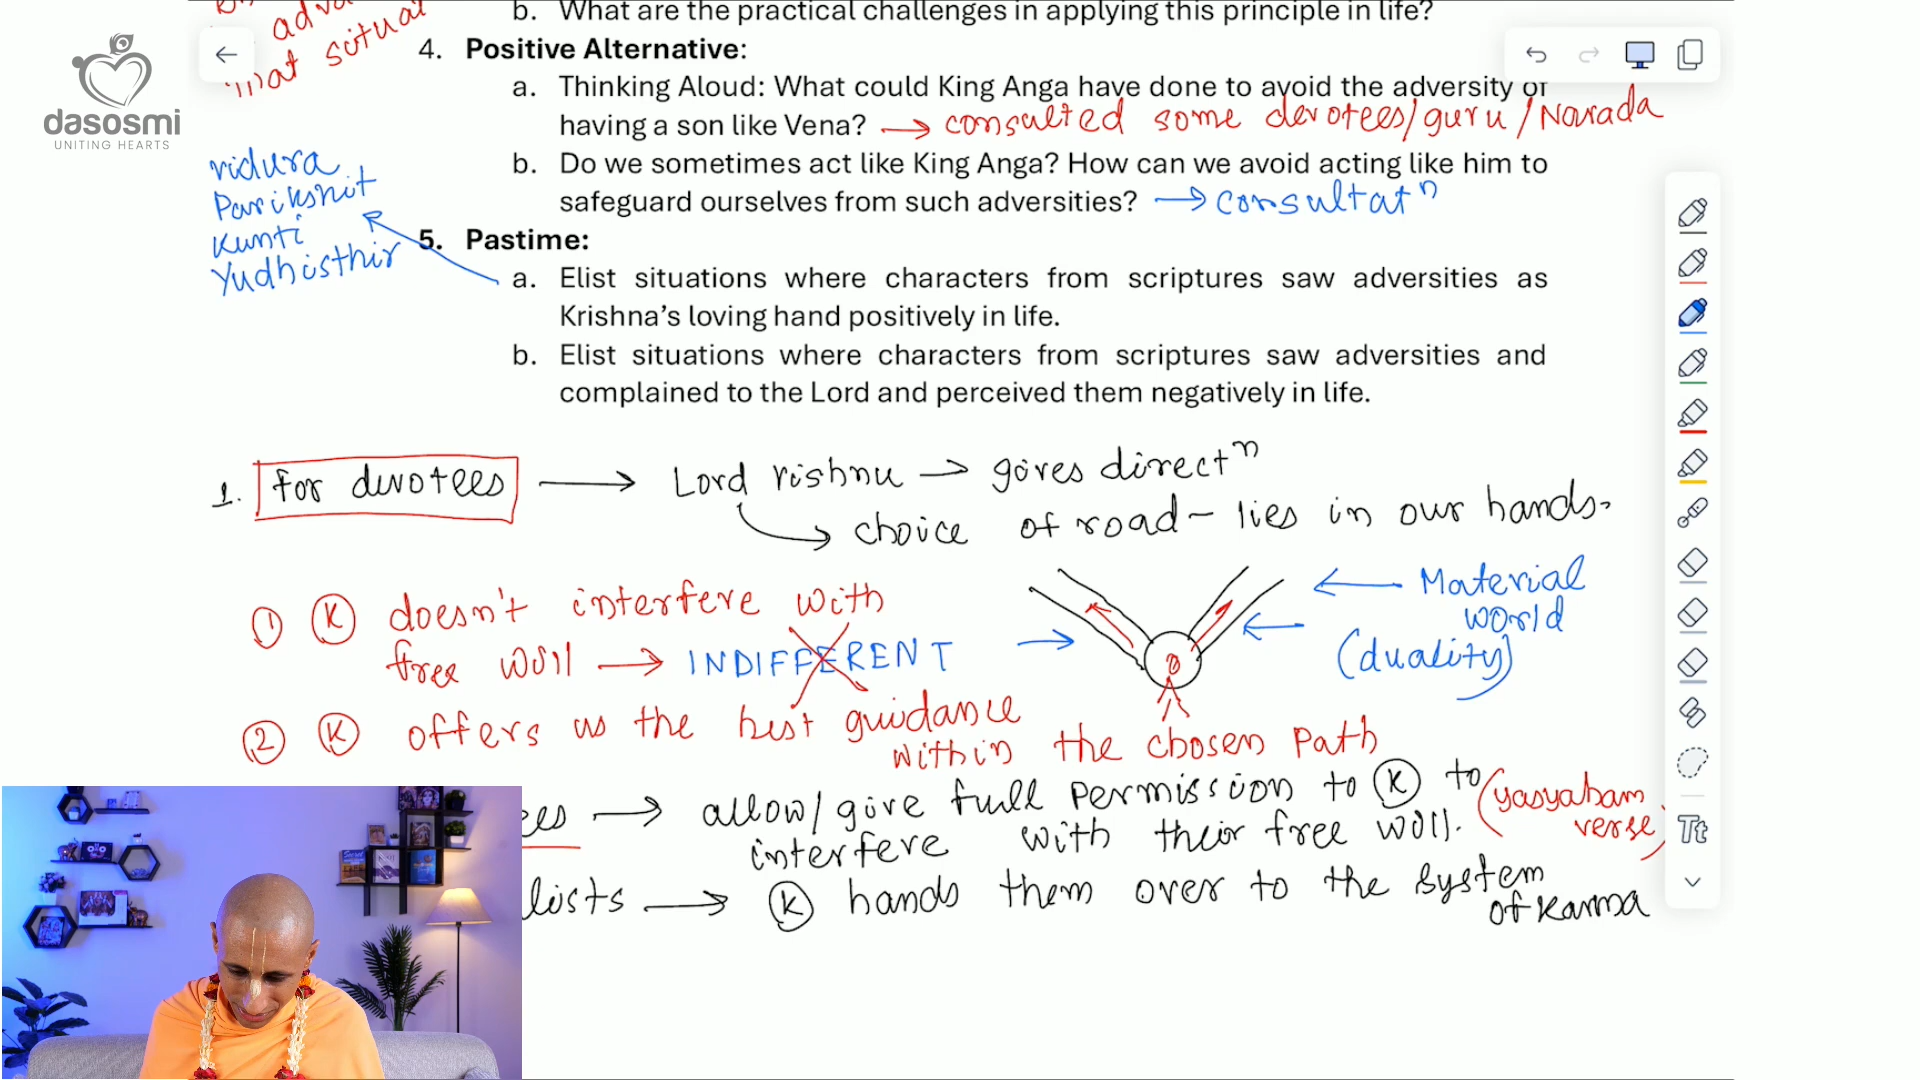 adv
that situat
dasosmi
UNITING HEARTS
b. What are the practical challenges in applying this principle in life?
4. Positive Alternative:
a. Thinking Aloud: What could King Anga have done to avoid the adversity of
having a son like Vena? → consulted some devotees/guru/Narada
b. Do we sometimes act like King Anga? How can we avoid acting like him to
safeguard ourselves from such adversities? → consultatⁿ
vidura
Parikshit
Kunti
Yudhisthir
5. Pastime:
a. Elist situations where characters from scriptures saw adversities as
Krishna's loving hand positively in life.
b. Elist situations where characters from scriptures saw adversities and
complained to the Lord and perceived them negatively in life.
1. for devotees → Lord vishnu → gives directⁿ
→ choice of road - lies in our hands.
① Ⓚ doesn't interfere with
free will → INDIFFERENT
← Material
world
(duality)
② Ⓚ offers us the best guidance
within the chosen path
ees → allow/give full permission to Ⓚ to
interfere with their free will.
(yasyaham
verse)
lists → Ⓚ hands them over to the system
of karma
Tt